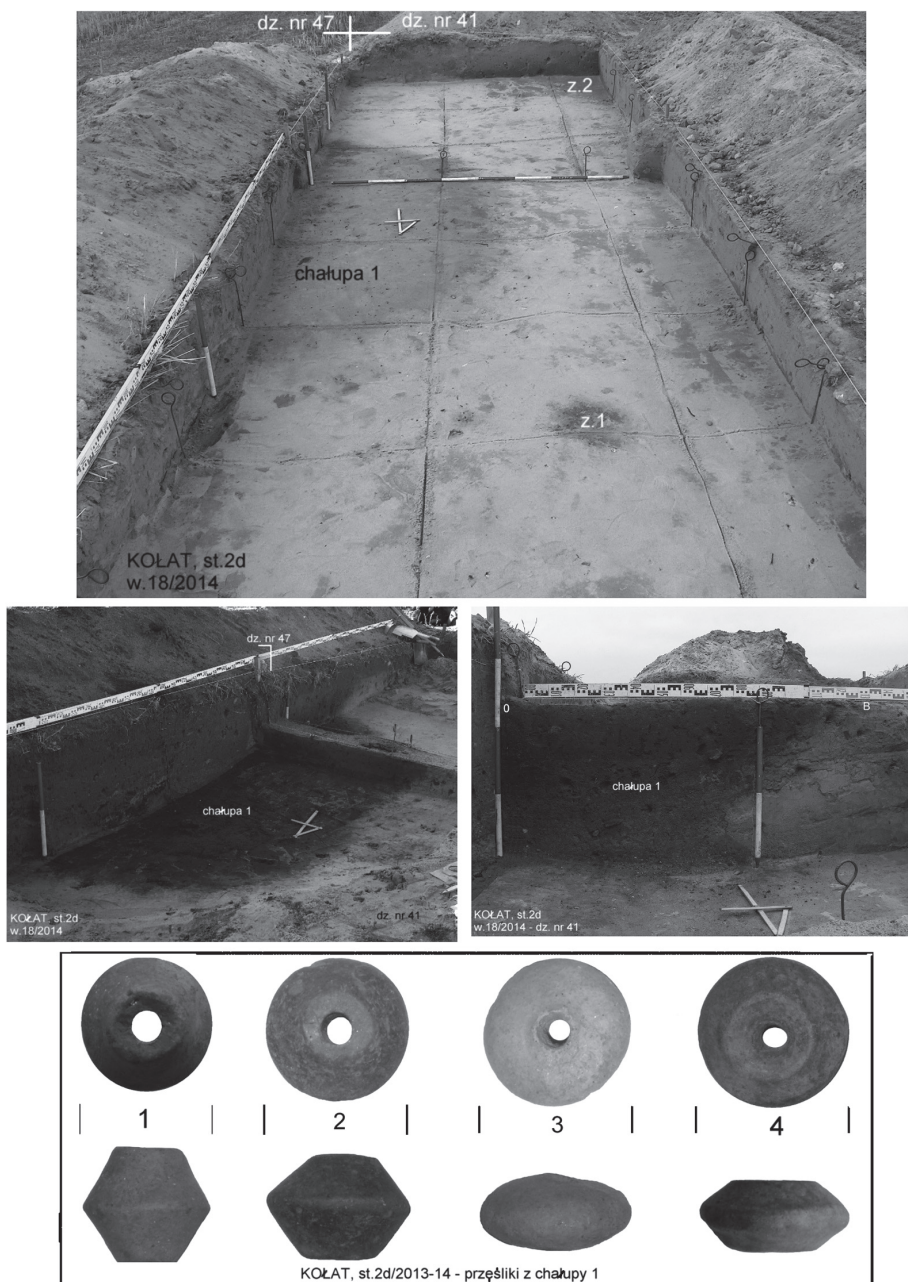 dz. nr 47 dz. nr 41
z.2
chałupa 1
z.1
KOŁAT, st.2d
w.18/2014
dz. nr 47
chałupa 1
KOŁAT, st.2d
w.18/2014
dz. nr 41
0
B
chałupa 1
KOŁAT, st.2d
w.18/2014 - dz. nr 41
1 2 3 4
KOŁAT, st.2d/2013-14 - przęśliki z chałupy 1